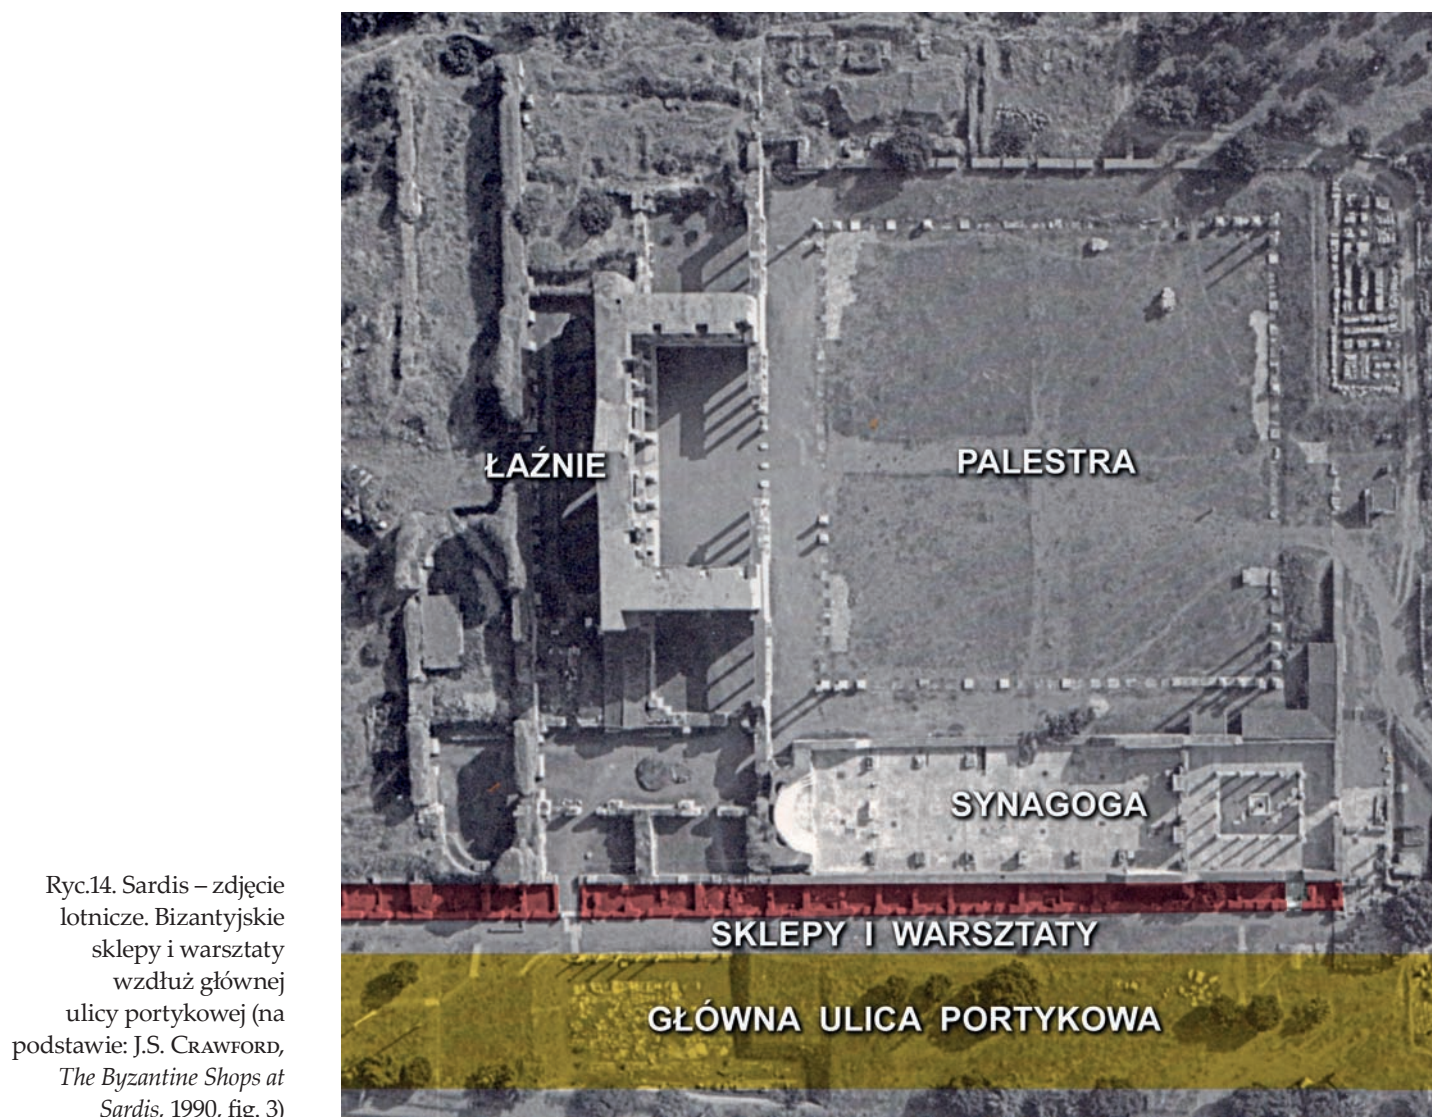 ŁAŹNIE
PALESTRA
SYNAGOGA
SKLEPY I WARSZTATY
GŁÓWNA ULICA PORTYKOWA
Ryc.14. Sardis – zdjęcie
lotnicze. Bizantyjskie
sklepy i warsztaty
wzdłuż głównej
ulicy portykowej (na
podstawie: J.S. CRAWFORD,
The Byzantine Shops at
Sardis, 1990, fig. 3)